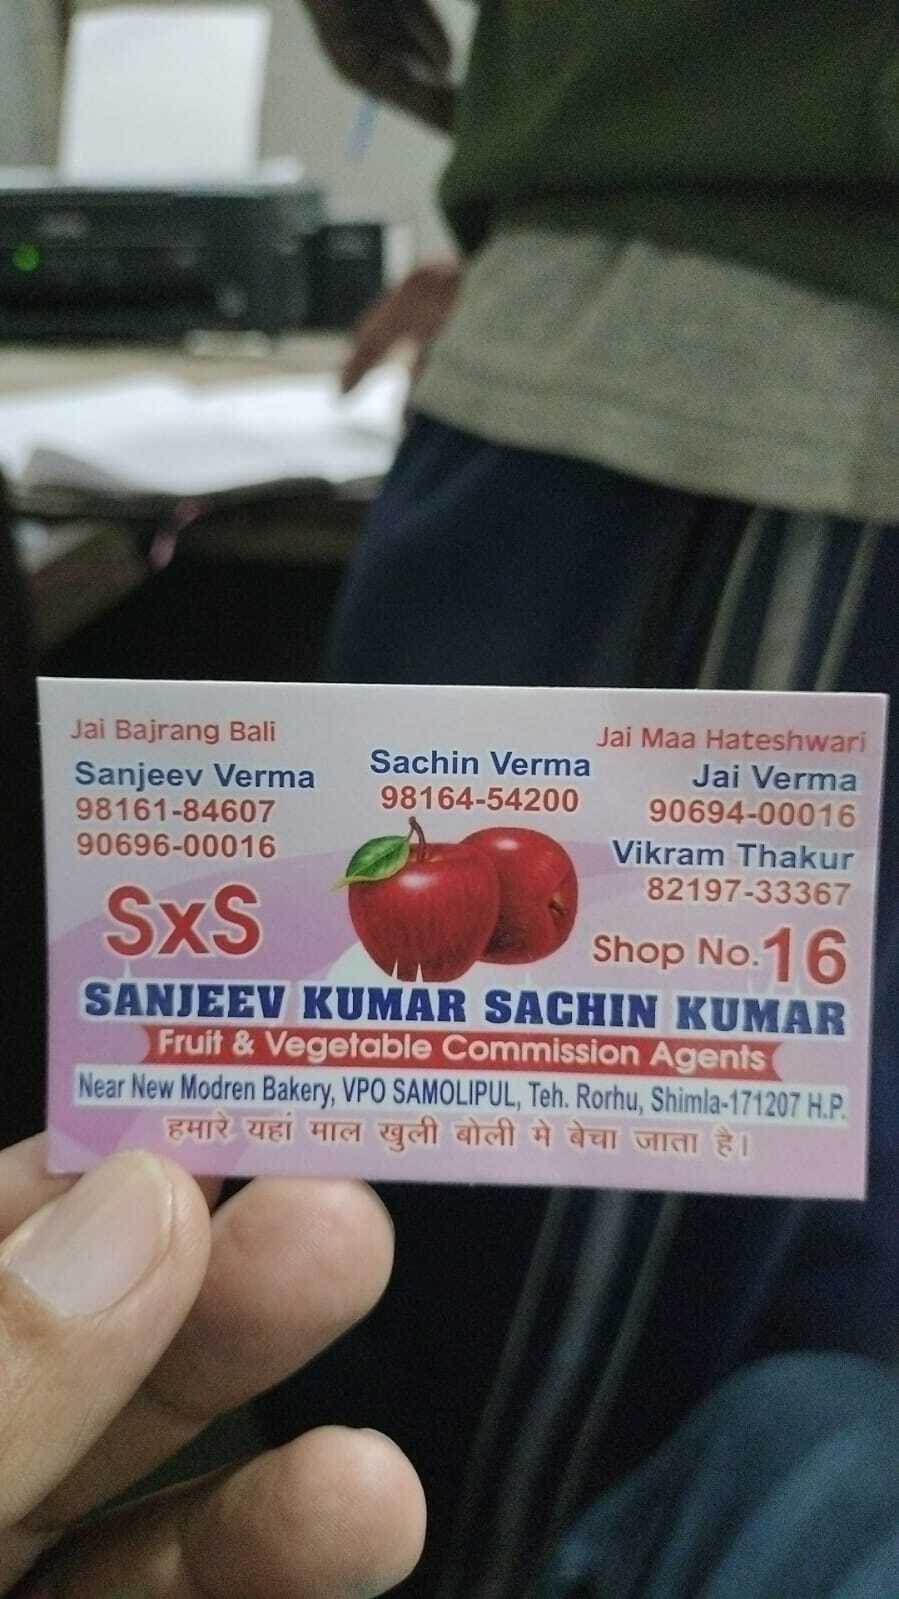 Jai Bajrang Bali
Jai Maa Hateshwari
Sanjeev Verma
98161-84607
90696-00016
Sachin Verma
98164-54200
Jai Verma
90694-00016
Vikram Thakur
82197-33367
SxS
Shop No.16
SANJEEV KUMAR SACHIN KUMAR
Fruit & Vegetable Commission Agents
Near New Modren Bakery, VPO SAMOLIPUL, Teh. Rorhu, Shimla-171207 H.P.
हमारे यहां माल खुली बोली मे बेचा जाता है।